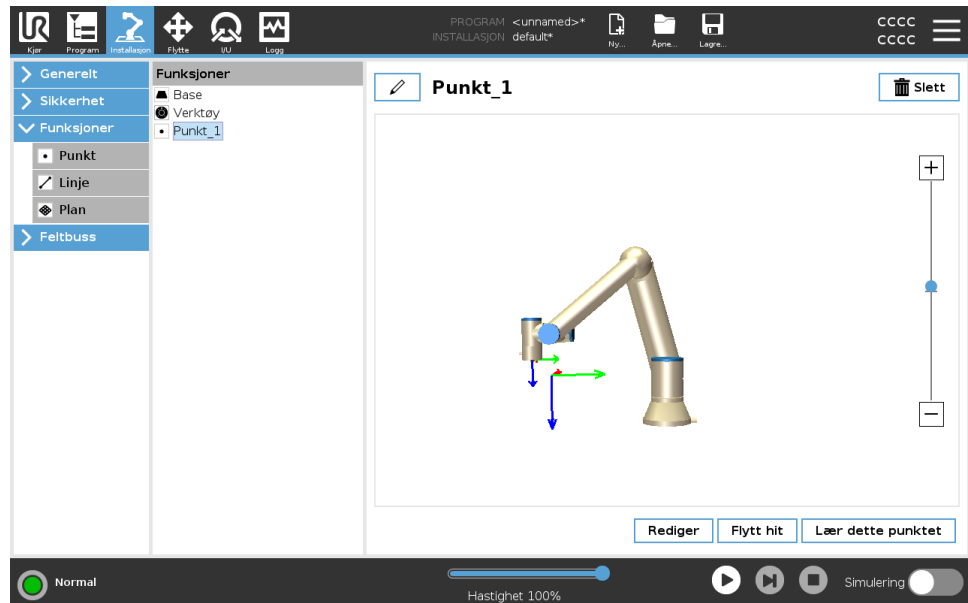 PROGRAM <unnamed>*
INSTALLASJON default*
CCCC
CCCC
Kjør Program Installasjon Flytte I/U Logg Ny... Åpne... Lagre...
Generelt
Sikkerhet
Funksjoner
Punkt
Linje
Plan
Feltbuss
Funksjoner
Base
Verktøy
Punkt_1
Punkt_1
Slett
Rediger Flytt hit Lær dette punktet
Normal
Hastighet 100%
Simulering